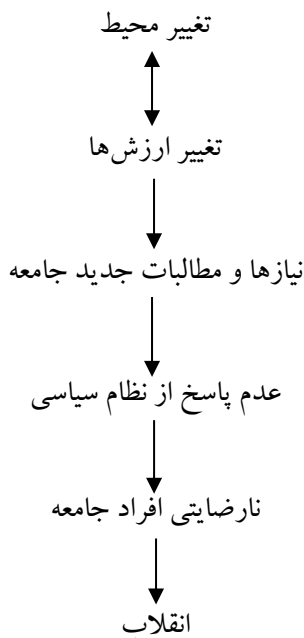 تغییر محیط
تغییر ارزش‌ها
نیازها و مطالبات جدید جامعه
عدم پاسخ از نظام سیاسی
نارضایتی افراد جامعه
انقلاب